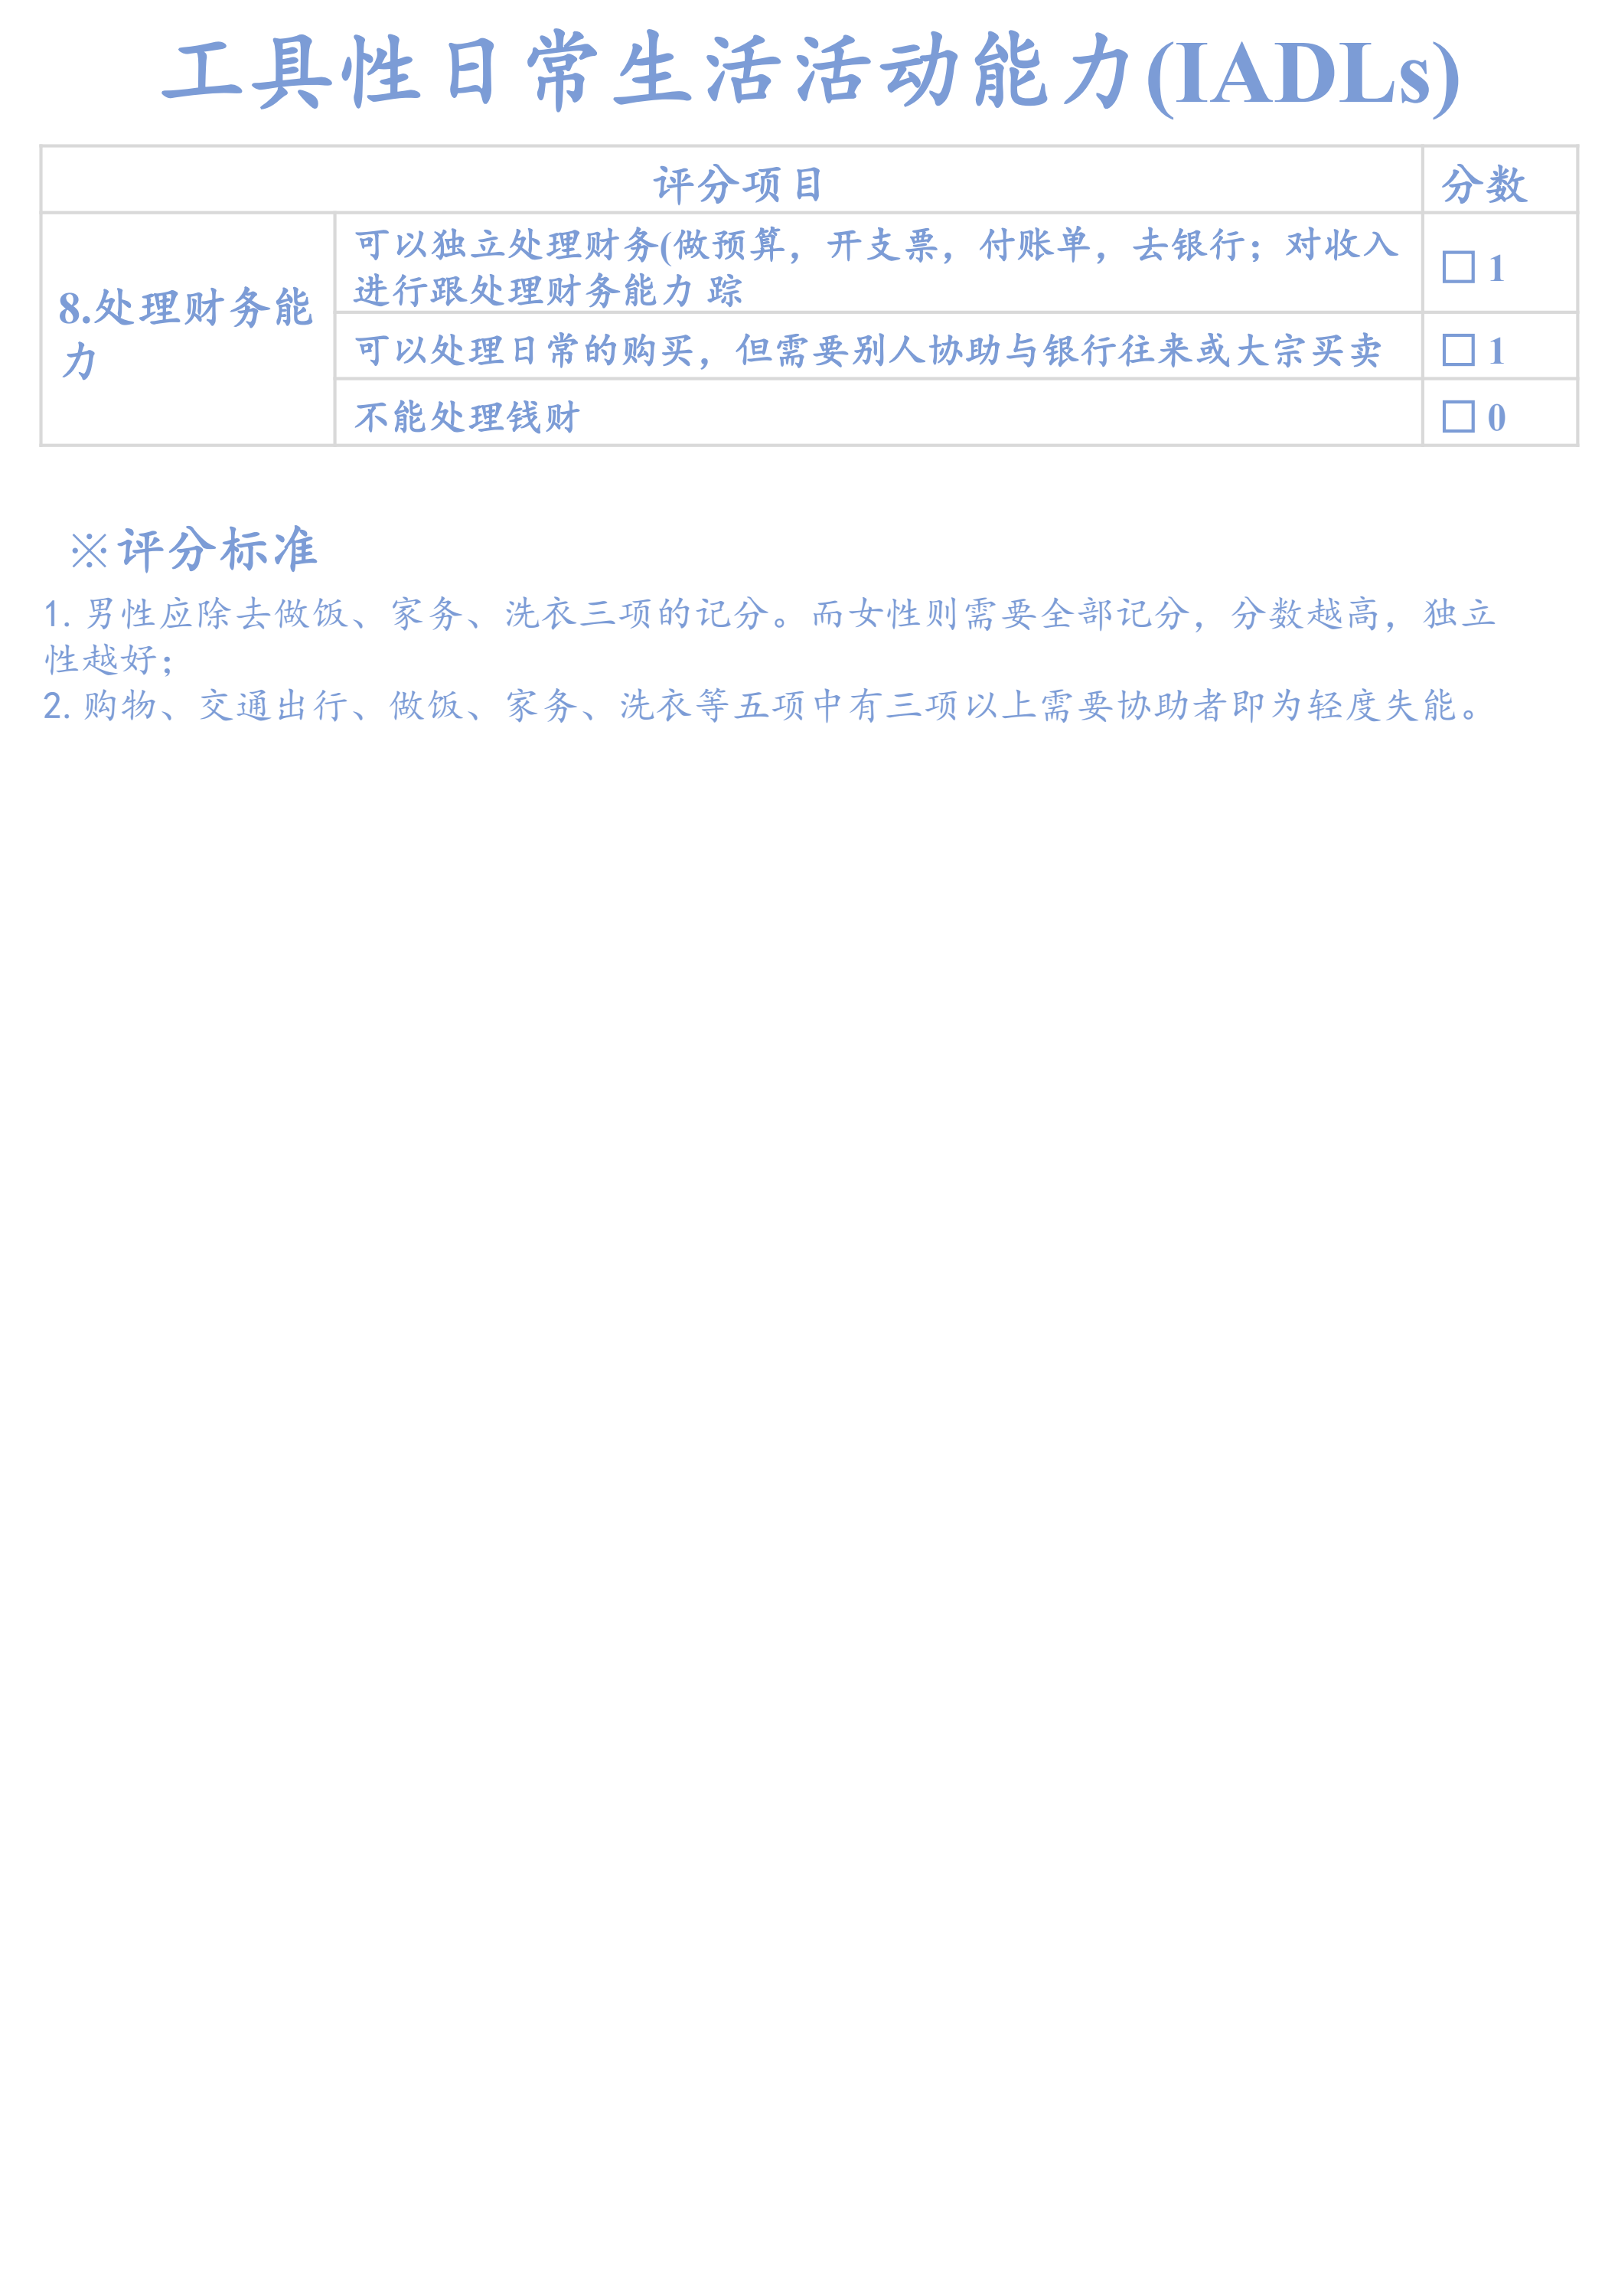 工具性日常生活活动能力(IADLs)
评分项目 分数
8.处理财务能
力
可以独立处理财务(做预算，开支票，付账单，去银行；对收入
进行跟处理财务能力 踪
□ 1
可以处理日常的购买，但需要别人协助与银行往来或大宗买卖 □ 1
不能处理钱财 □ 0
※评分标准
1.男性应除去做饭、家务、洗衣三项的记分。而女性则需要全部记分，分数越高，独立
性越好；
2.购物、交通出行、做饭、家务、洗衣等五项中有三项以上需要协助者即为轻度失能。